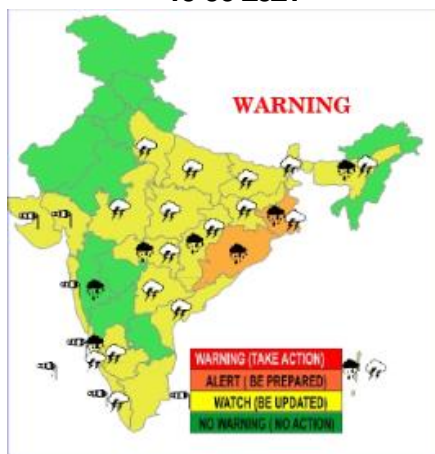 WARNING
WARNING (TAKE ACTION)
ALERT ( BE PREPARED)
WATCH (BE UPDATED)
NO WARNING ( NO ACTION)